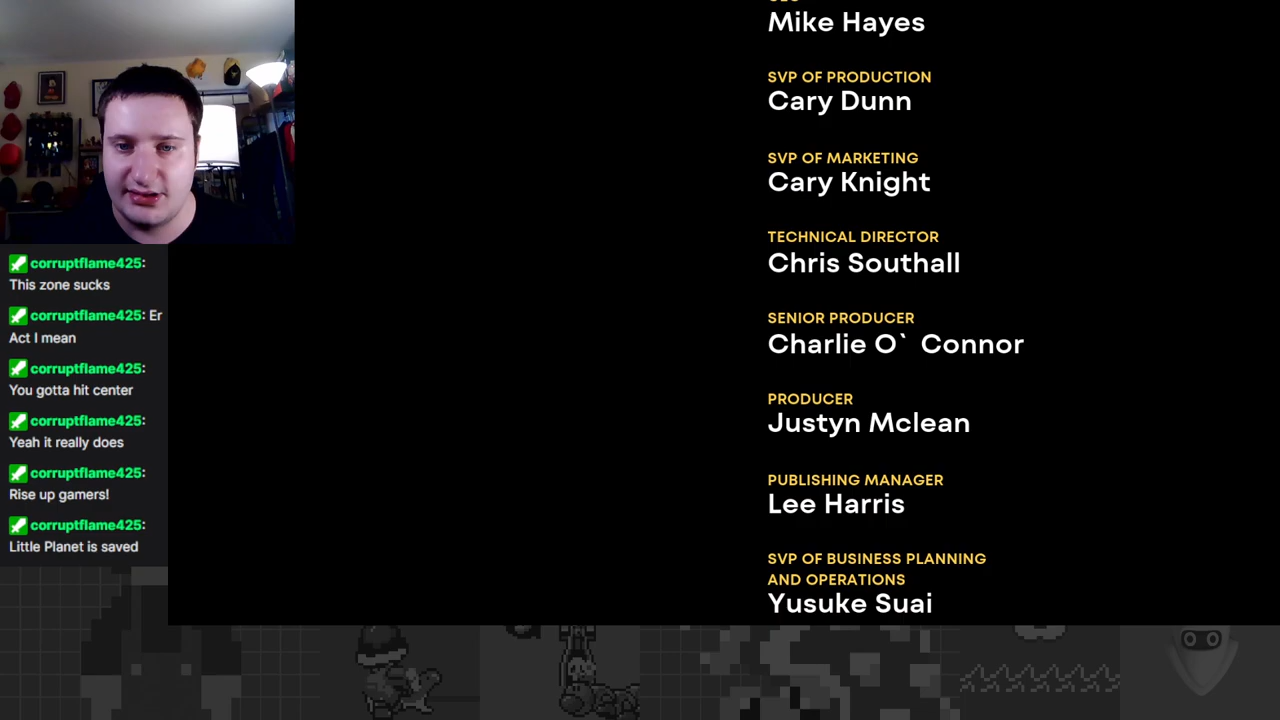 Mike Hayes
SVP OF PRODUCTION
Cary Dunn
SVP OF MARKETING
Cary Knight
TECHNICAL DIRECTOR
Chris Southall
SENIOR PRODUCER
Charlie O` Connor
PRODUCER
Justyn Mclean
PUBLISHING MANAGER
Lee Harris
SVP OF BUSINESS PLANNING
AND OPERATIONS
Yusuke Suai
corruptflame425:
This zone sucks
corruptflame425: Er
Act I mean
corruptflame425:
You gotta hit center
corruptflame425:
Yeah it really does
corruptflame425:
Rise up gamers!
corruptflame425:
Little Planet is saved